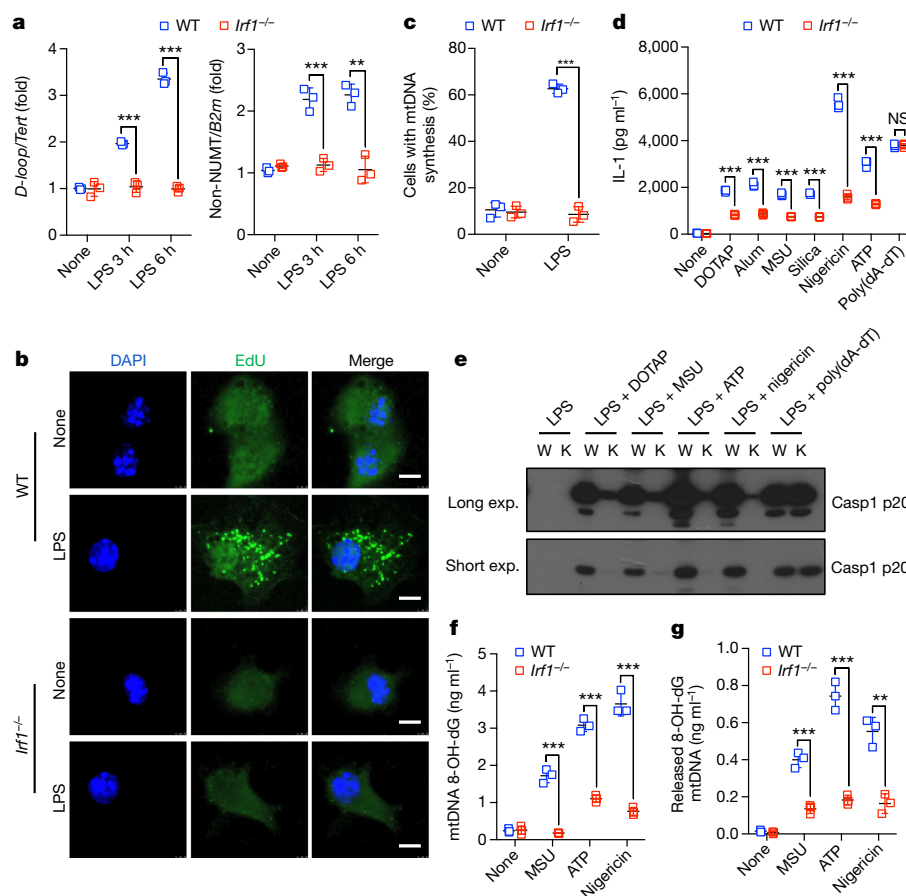 a
WT Irf1–/–
D-loop/Tert (fold)
4
3
2
1
0
***
***
None
LPS 3 h
LPS 6 h
Non-NUMT/B2m (fold)
3
2
1
0
***
**
None
LPS 3 h
LPS 6 h
c
WT
Irf1–/–
Cells with mtDNA
synthesis (%)
80
60
40
20
0
***
None
LPS
d
WT Irf1–/–
IL-1 (pg ml–1)
8,000
6,000
4,000
2,000
0
***
***
***
***
***
***
NS
None
DOTAP
Alum
MSU
Silica
Nigericin
ATP
Poly(dA-dT)
b
DAPI EdU Merge
WT
None
LPS
Irf1–/–
None
LPS
e
LPS
LPS + DOTAP
LPS + MSU
LPS + ATP
LPS + nigericin
LPS + poly(dA-dT)
W K W K W K W K W K W K
Long exp. Casp1 p20
Short exp. Casp1 p20
f
WT
Irf1–/–
mtDNA 8-OH-dG (ng ml–1)
5
4
3
2
1
0
***
***
***
None
MSU
ATP
Nigericin
g
WT
Irf1–/–
Released 8-OH-dG
mtDNA (ng ml–1)
1.0
0.8
0.6
0.4
0.2
0.0
***
***
**
None
MSU
ATP
Nigericin